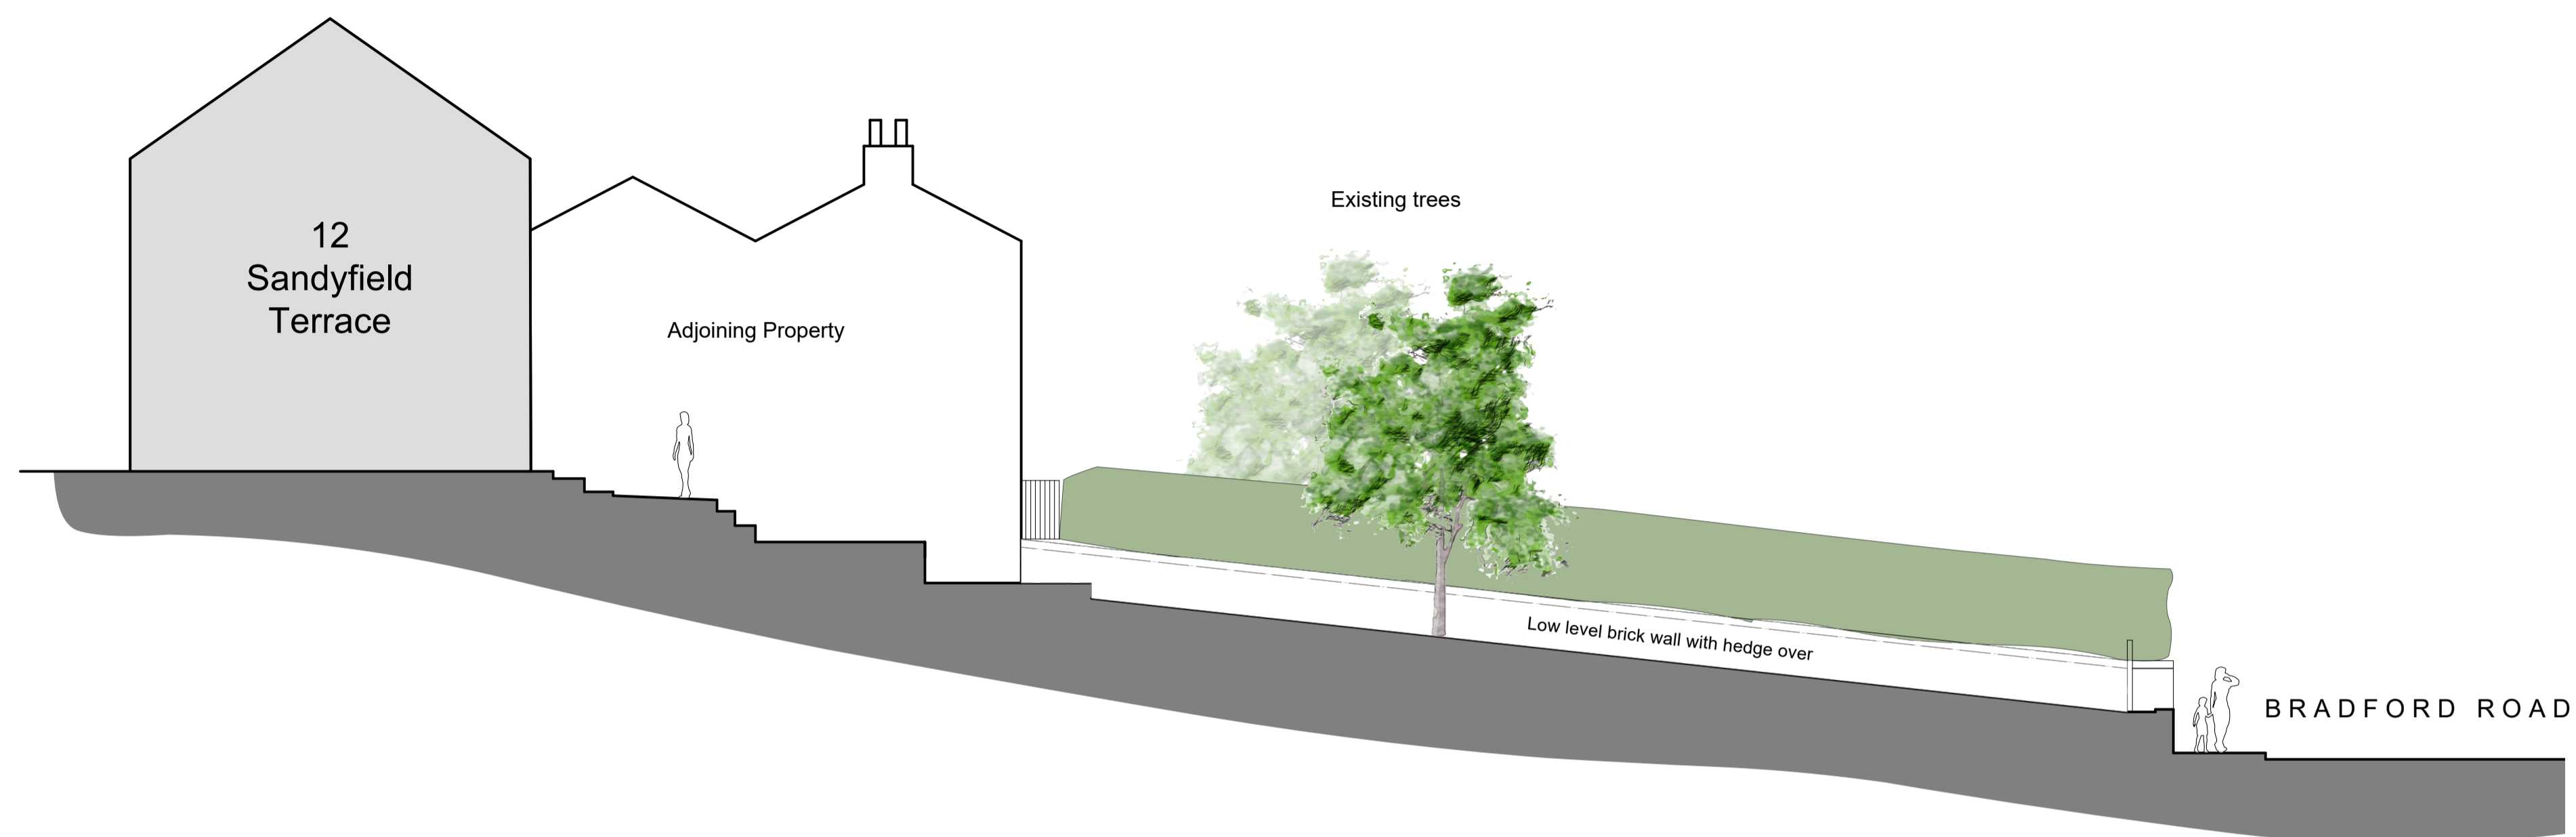 12
Sandyfield
Terrace
Adjoining Property
Existing trees
Low level brick wall with hedge over
BRADFORD ROAD